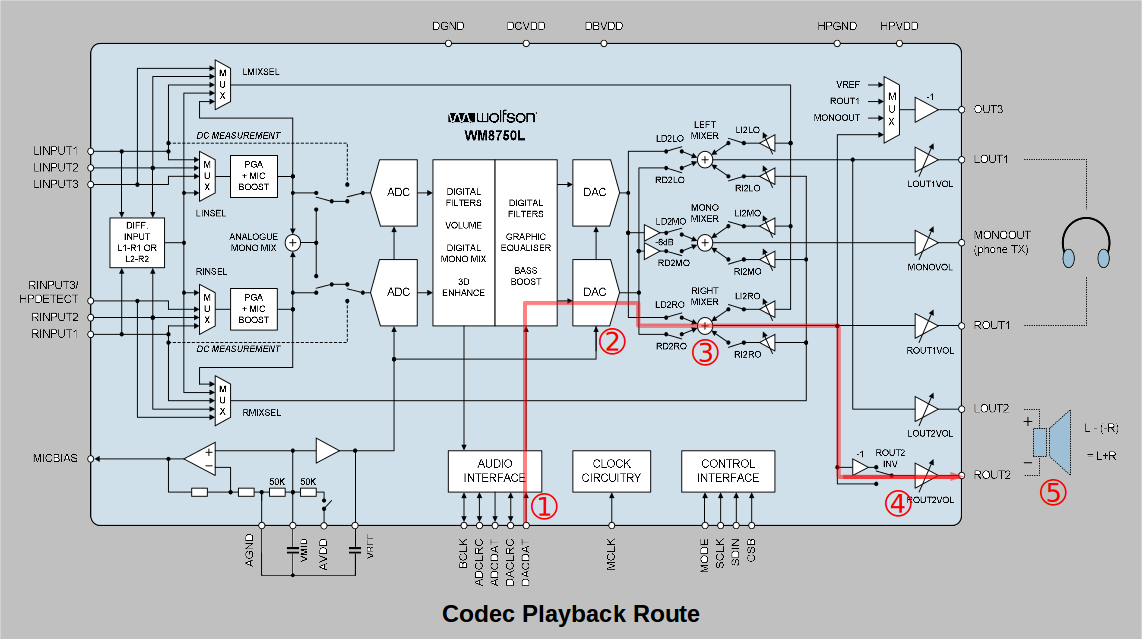 DGND
DCVDD
DBVDD
HPGND
HPVDD
M
U
X
LMIXSEL
wolfson
WM8750L
VREF
ROUT1
MONOOUT
M
U
X
-1
OUT3
DC MEASUREMENT
LINPUT1
LINPUT2
LINPUT3
M
U
X
LINSEL
PGA
+ MIC
BOOST
ADC
DIGITAL
FILTERS
VOLUME
DIGITAL
MONO MIX
3D
ENHANCE
DIGITAL
FILTERS
GRAPHIC
EQUALISER
BASS
BOOST
DAC
LD2LO
RD2LO
LEFT
MIXER
+
LI2LO
RI2LO
LOUT1VOL
LOUT1
DIFF.
INPUT
L1-R1 OR
L2-R2
ANALOGUE
MONO MIX
+
LD2MO
-6dB
RD2MO
MONO
MIXER
+
LI2MO
RI2MO
MONOVOL
MONOOUT
(phone TX)
RINSEL
RINPUT3/
HPDETECT
RINPUT2
RINPUT1
M
U
X
PGA
+ MIC
BOOST
ADC
DAC
②
LD2RO
RD2RO
RIGHT
MIXER
+
③
LI2RO
RI2RO
ROUT1VOL
ROUT1
DC MEASUREMENT
M
U
X
RMIXSEL
LOUT2VOL
LOUT2
+
−
L - (-R)
= L+R
MICBIAS
+
−
50K
50K
AUDIO
INTERFACE
CLOCK
CIRCUITRY
CONTROL
INTERFACE
-1
ROUT2
INV
ROUT2VOL
ROUT2
①
④
⑤
AGND
VMID
AVDD
VREF
BCLK
ADCLRC
ADCDAT
DACLRC
DACDAT
MCLK
MODE
SCLK
SDIN
CSB
Codec Playback Route